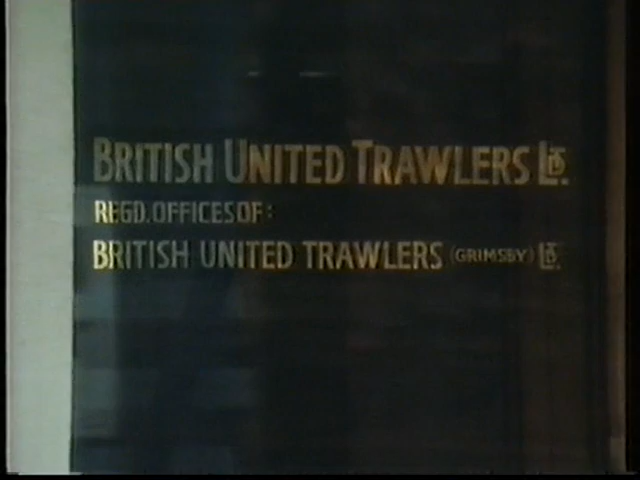 BRITISH UNITED TRAWLERS LTD.
REGD. OFFICES OF:
BRITISH UNITED TRAWLERS (GRIMSBY) LTD.